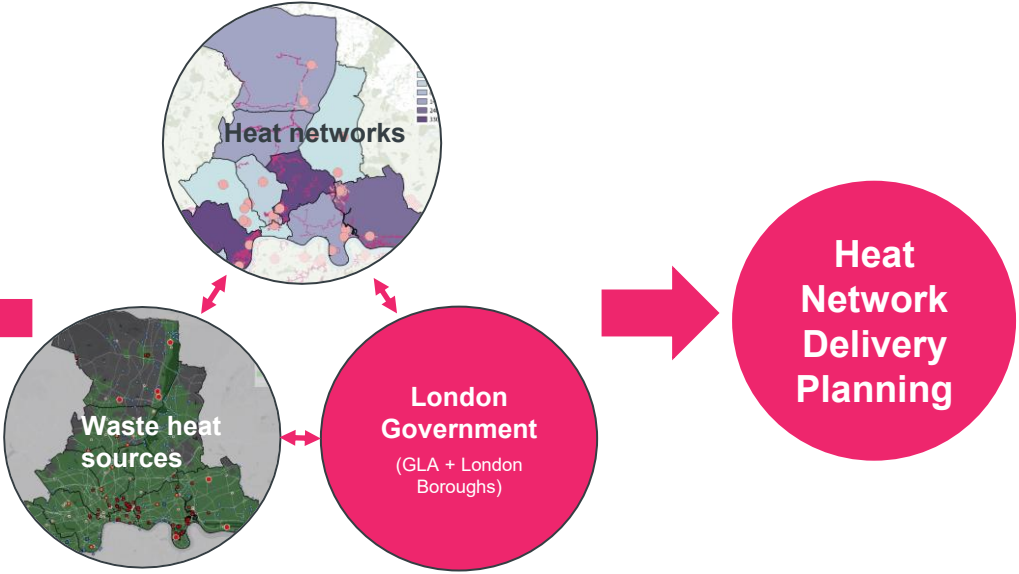 Heat networks
Waste heat
sources
London
Government
(GLA + London
Boroughs)
Heat
Network
Delivery
Planning